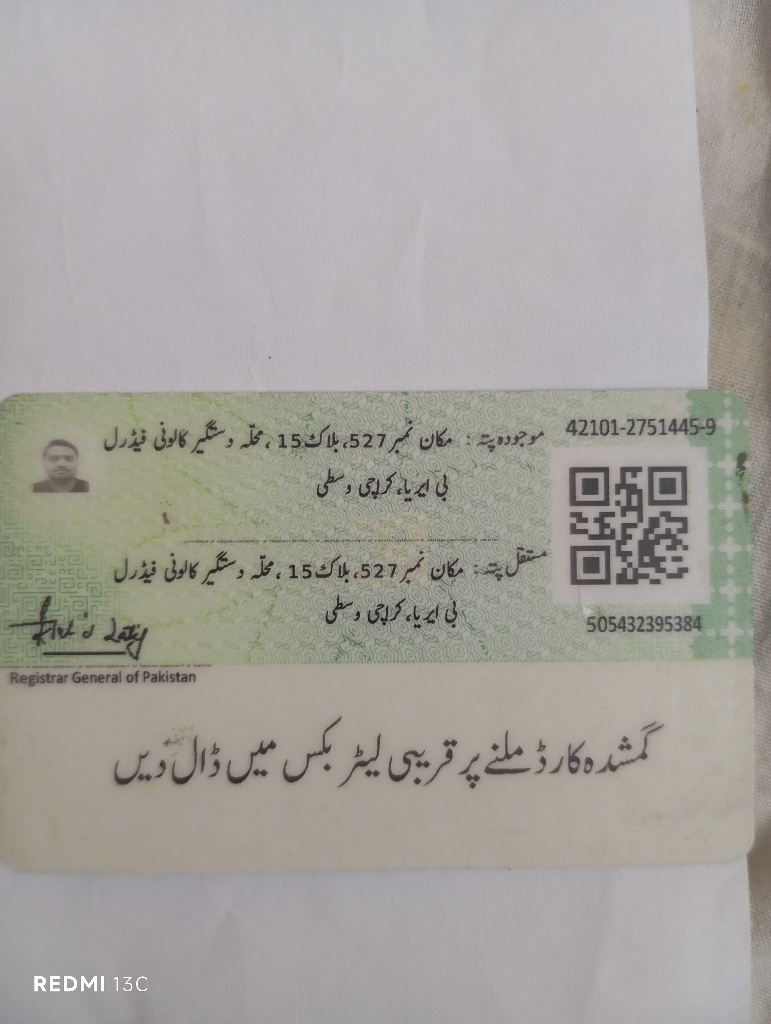 موجودہ پتہ : مکان نمبر 527، بلاک 15، محلہ دستگیر کالونی فیڈرل
بی ایریا، کراچی وسطی
42101-2751445-9
مستقل پتہ : مکان نمبر 527، بلاک 15، محلہ دستگیر کالونی فیڈرل
بی ایریا، کراچی وسطی
505432395384
Registrar General of Pakistan
گمشدہ کارڈ ملنے پر قریبی لیٹر بکس میں ڈال دیں
REDMI 13C